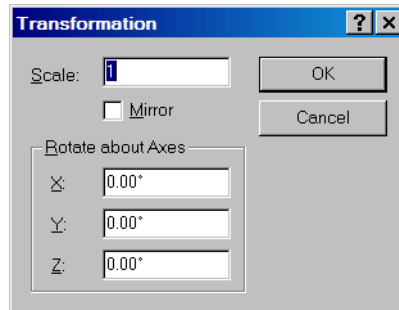 Transformation ? ×
Scale: 1 OK
Mirror Cancel
Rotate about Axes
X: 0.00°
Y: 0.00°
Z: 0.00°